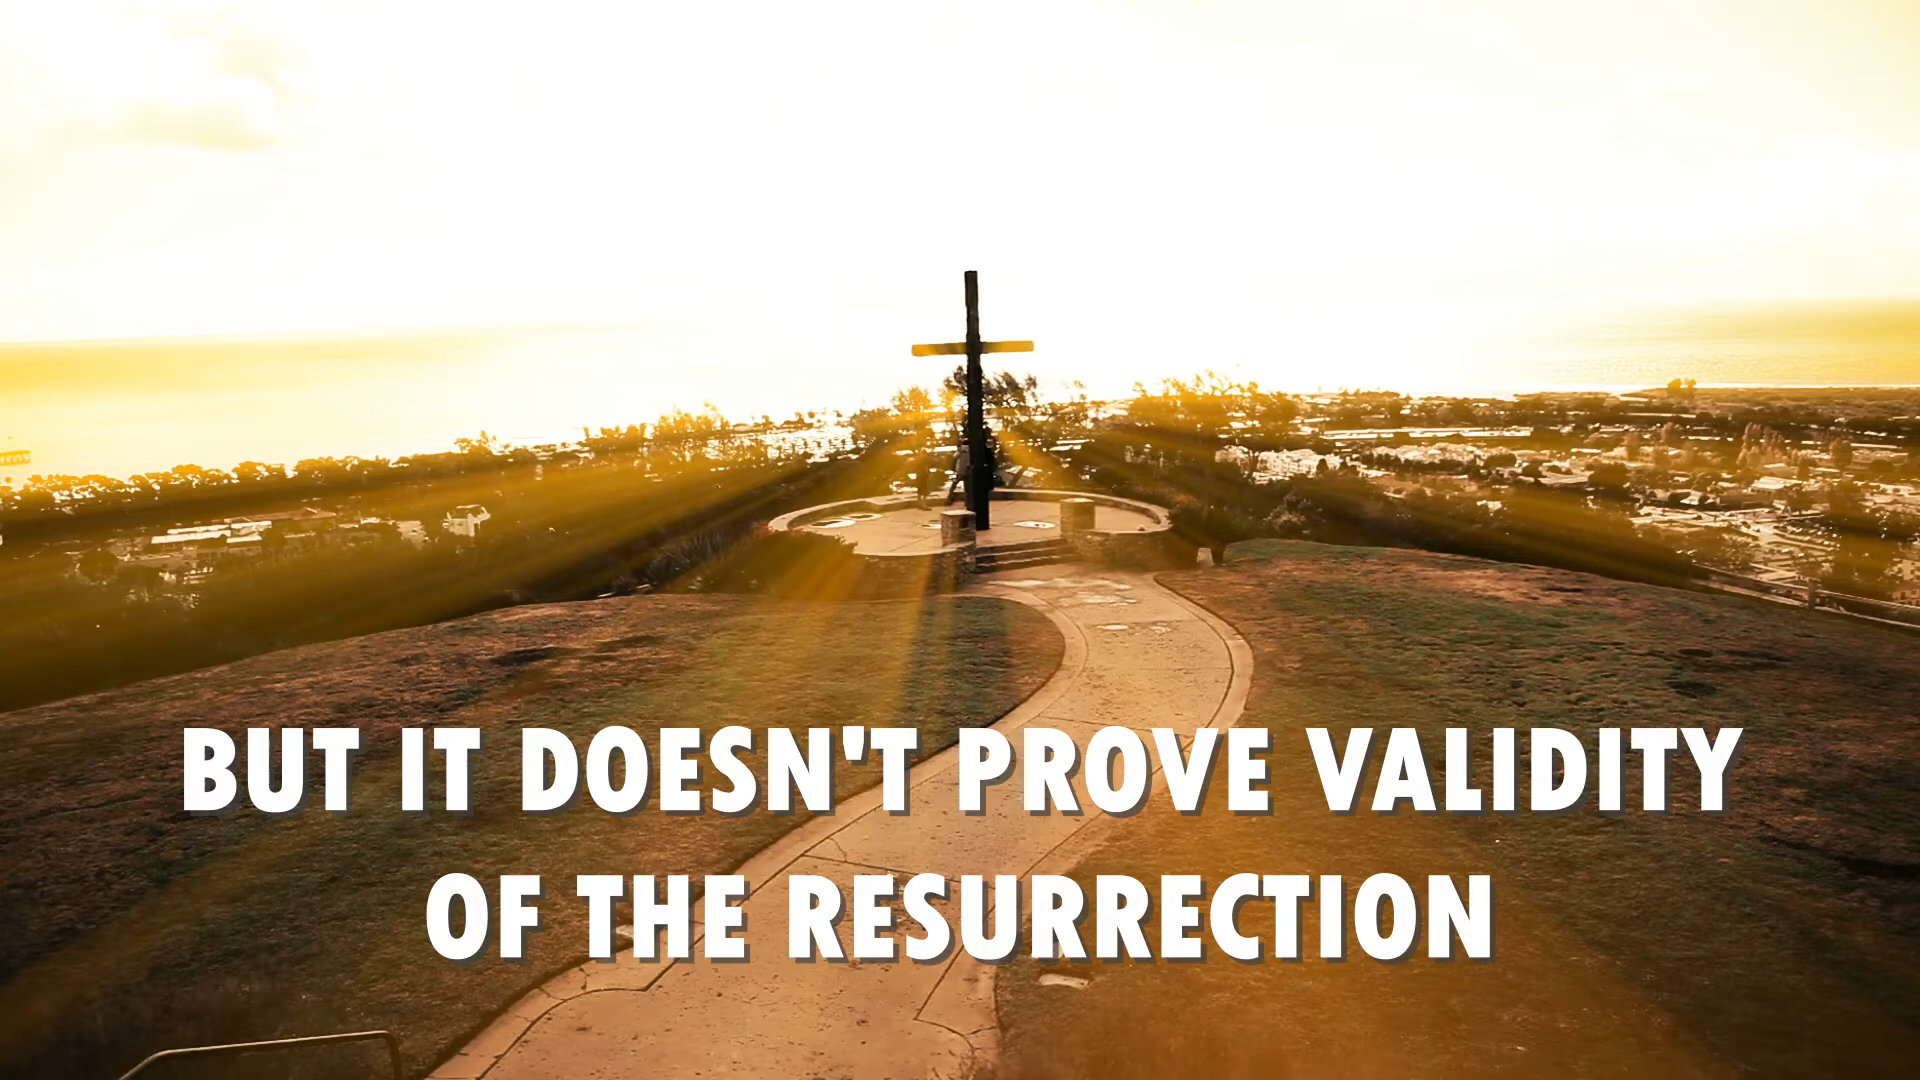 BUT IT DOESN'T PROVE VALIDITY
OF THE RESURRECTION